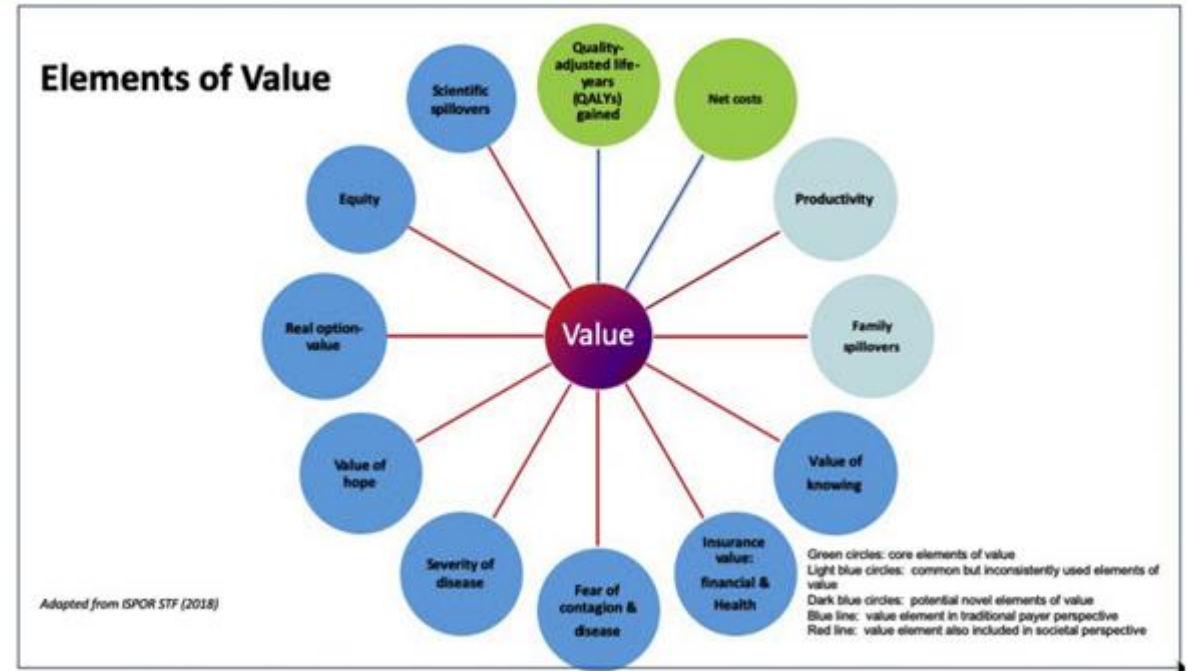 Elements of Value
Quality-
adjusted life-
years
(QALYs)
gained
Net costs
Productivity
Family
spillovers
Value of
knowing
Insurance
value:
financial &
Health
Fear of
contagion &
disease
Severity of
disease
Value of
hope
Real option-
value
Equity
Scientific
spillovers
Value
Green circles: core elements of value
Light blue circles: common but inconsistently used elements of
value
Dark blue circles: potential novel elements of value
Blue line: value element in traditional payer perspective
Red line: value element also included in societal perspective
Adapted from ISPOR STF (2018)